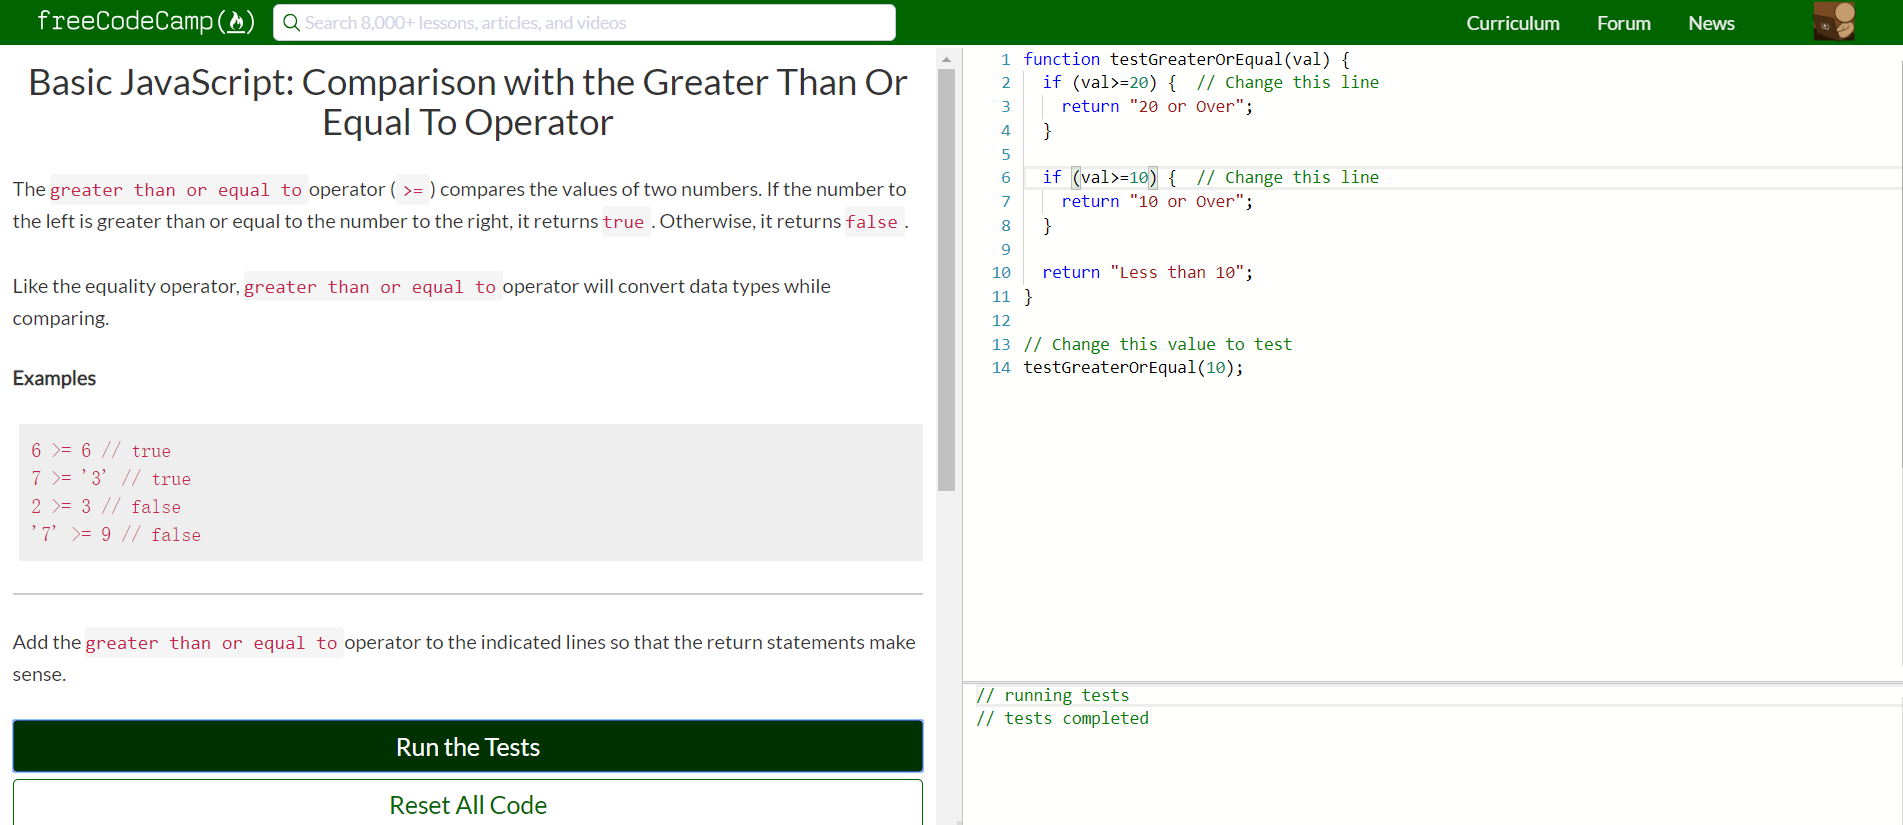 freeCodeCamp
Search 8,000+ lessons, articles, and videos
Curriculum Forum News
Basic JavaScript: Comparison with the Greater Than Or
Equal To Operator
The greater than or equal to operator ( >= ) compares the values of two numbers. If the number to
the left is greater than or equal to the number to the right, it returns true . Otherwise, it returns false .
Like the equality operator, greater than or equal to operator will convert data types while
comparing.
Examples
6 >= 6 // true
7 >= '3' // true
2 >= 3 // false
'7' >= 9 // false
Add the greater than or equal to operator to the indicated lines so that the return statements make
sense.
Run the Tests
Reset All Code
1 function testGreaterOrEqual(val) {
2 if (val>=20) { // Change this line
3 return "20 or Over";
4 }
5
6 if (val>=10) { // Change this line
7 return "10 or Over";
8 }
9
10 return "Less than 10";
11 }
12
13 // Change this value to test
14 testGreaterOrEqual(10);
// running tests
// tests completed